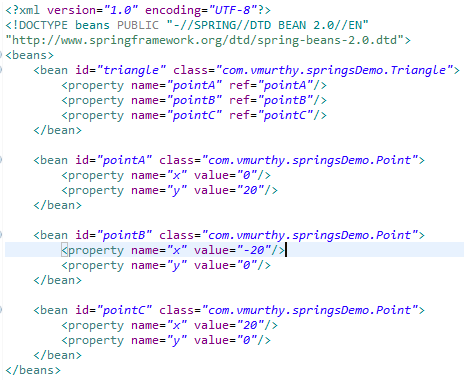 <?xml version="1.0" encoding="UTF-8"?>
<!DOCTYPE beans PUBLIC "-//SPRING//DTD BEAN 2.0//EN"
"http://www.springframework.org/dtd/spring-beans-2.0.dtd">
<beans>
    <bean id="triangle" class="com.vmurthy.springsDemo.Triangle">
        <property name="pointA" ref="pointA"/>
        <property name="pointB" ref="pointB"/>
        <property name="pointC" ref="pointC"/>
    </bean>

    <bean id="pointA" class="com.vmurthy.springsDemo.Point">
        <property name="x" value="0"/>
        <property name="y" value="20"/>
    </bean>

    <bean id="pointB" class="com.vmurthy.springsDemo.Point">
        <property name="x" value="-20"/>
        <property name="y" value="0"/>
    </bean>

    <bean id="pointC" class="com.vmurthy.springsDemo.Point">
        <property name="x" value="20"/>
        <property name="y" value="0"/>
    </bean>
</beans>